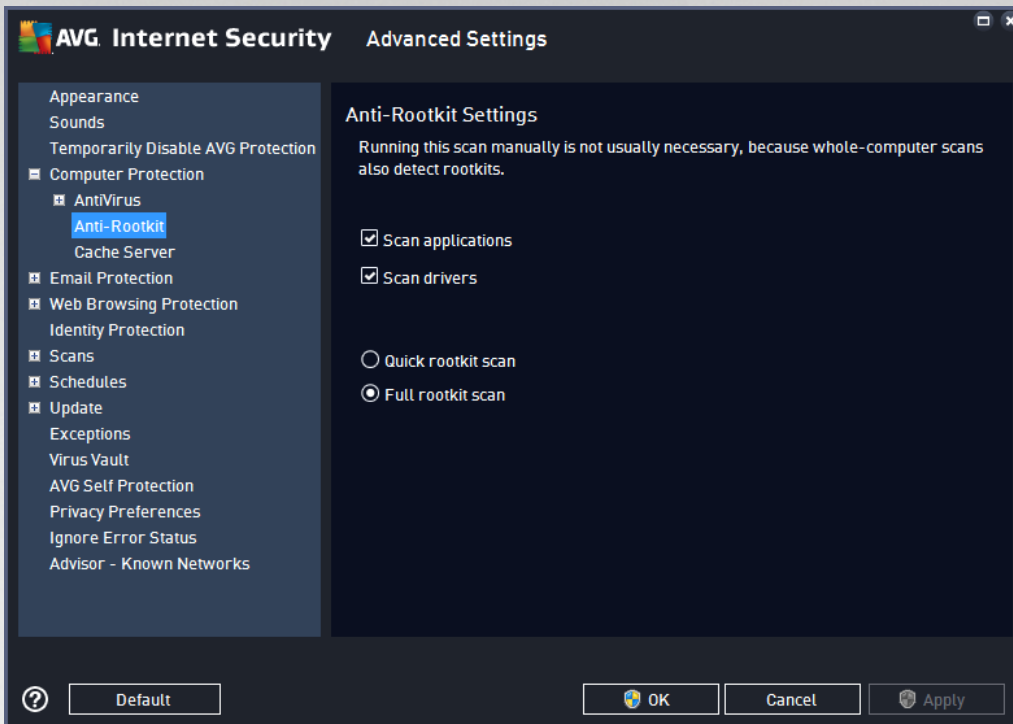 AVG. Internet Security Advanced Settings
Appearance
Sounds
Temporarily Disable AVG Protection
Computer Protection
AntiVirus
Anti-Rootkit
Cache Server
Email Protection
Web Browsing Protection
Identity Protection
Scans
Schedules
Update
Exceptions
Virus Vault
AVG Self Protection
Privacy Preferences
Ignore Error Status
Advisor - Known Networks
Anti-Rootkit Settings
Running this scan manually is not usually necessary, because whole-computer scans
also detect rootkits.
Scan applications
Scan drivers
Quick rootkit scan
Full rootkit scan
? Default OK Cancel Apply